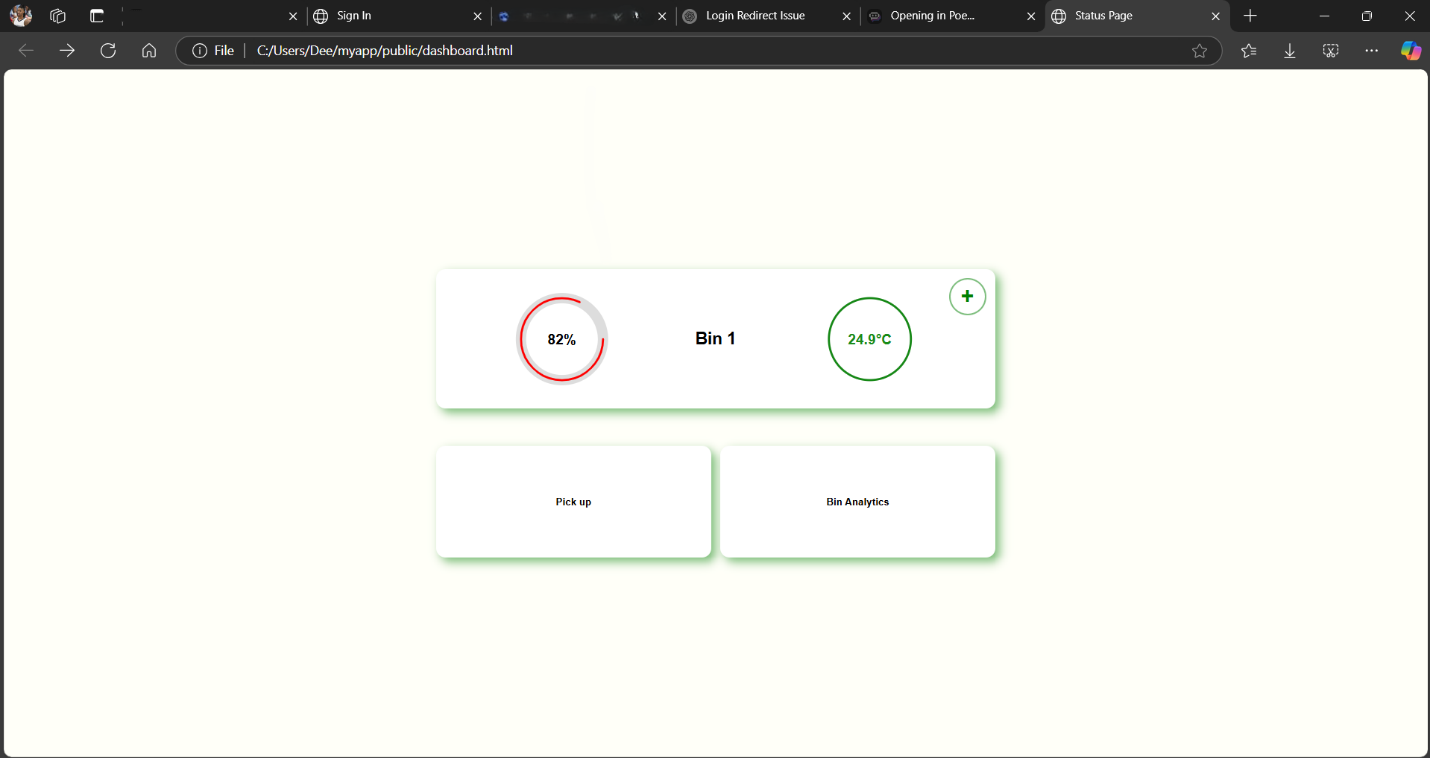 Sign In
Login Redirect Issue
Opening in Poe...
Status Page
File
C:/Users/Dee/myapp/public/dashboard.html
82%
Bin 1
24.9°C
+
Pick up
Bin Analytics